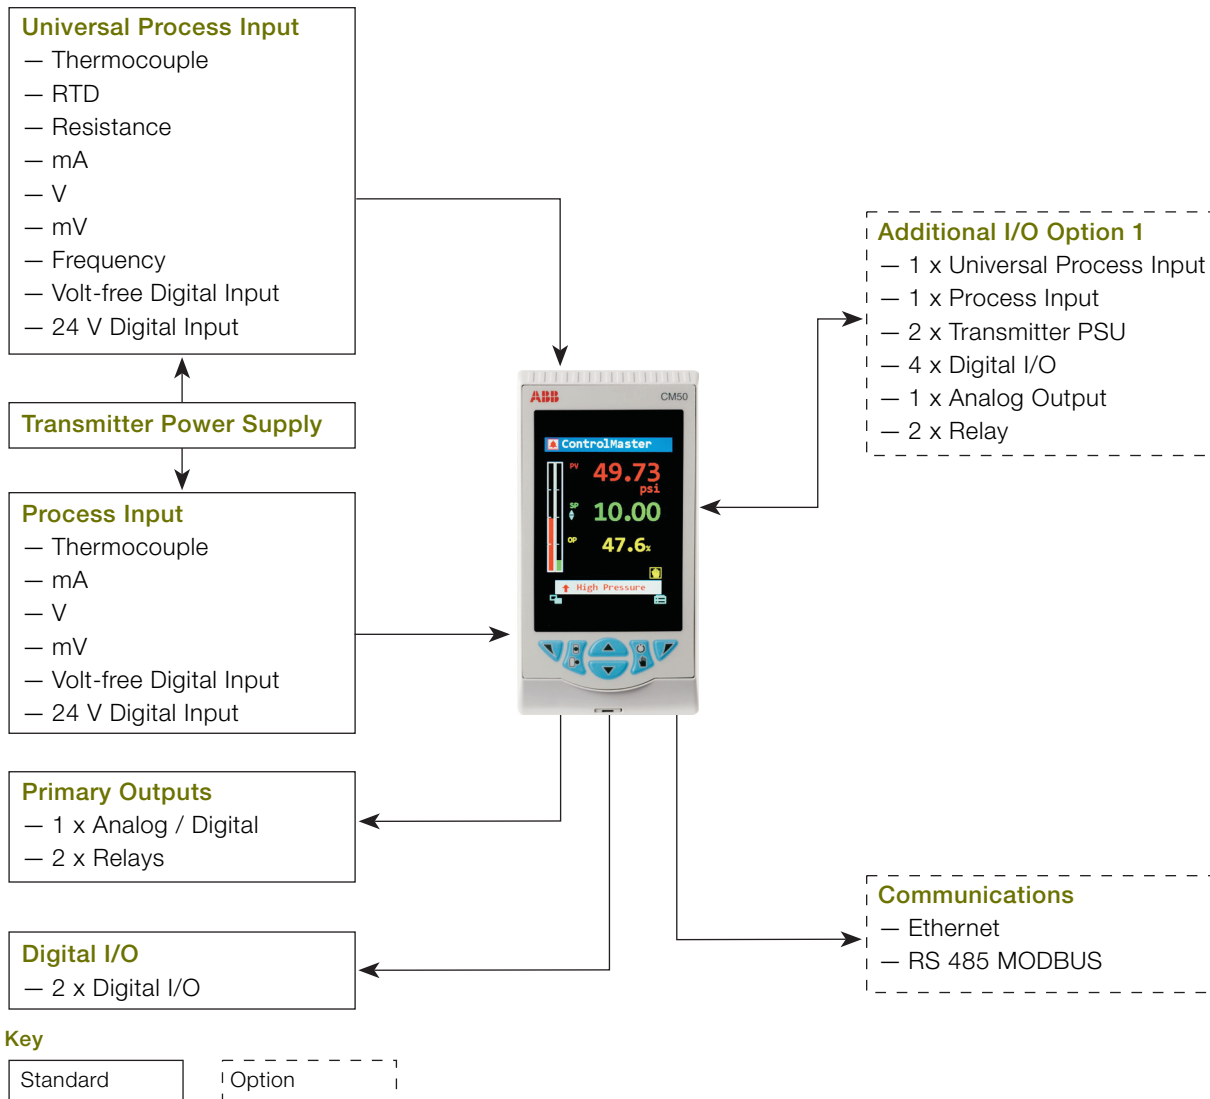 Universal Process Input
— Thermocouple
— RTD
— Resistance
— mA
— V
— mV
— Frequency
— Volt-free Digital Input
— 24 V Digital Input
Transmitter Power Supply
Process Input
— Thermocouple
— mA
— V
— mV
— Volt-free Digital Input
— 24 V Digital Input
Primary Outputs
— 1 x Analog / Digital
— 2 x Relays
Digital I/O
— 2 x Digital I/O
ABB CM50
ControlMaster
PV 49.73
psi
SP 10.00
OP 47.6%
High Pressure
Additional I/O Option 1
— 1 x Universal Process Input
— 1 x Process Input
— 2 x Transmitter PSU
— 4 x Digital I/O
— 1 x Analog Output
— 2 x Relay
Communications
— Ethernet
— RS 485 MODBUS
Key
Standard
Option